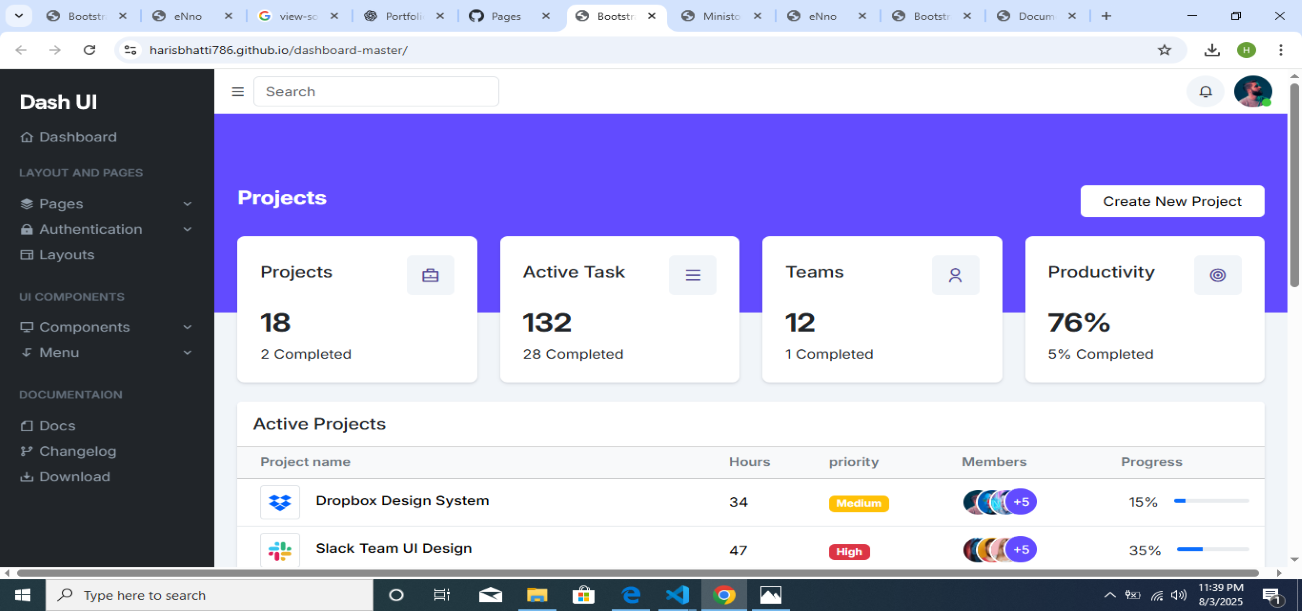 Bootstr
eNno
view-so
Portfoli
Pages
Bootstr
Ministo
eNno
Bootstr
Docum
harisbhatti786.github.io/dashboard-master/
H
Dash UI
Search
Dashboard
LAYOUT AND PAGES
Pages
Authentication
Layouts
UI COMPONENTS
Components
Menu
DOCUMENTAION
Docs
Changelog
Download
Projects
Create New Project
Projects
18
2 Completed
Active Task
132
28 Completed
Teams
12
1 Completed
Productivity
76%
5% Completed
Active Projects
Project name Hours priority Members Progress
Dropbox Design System 34 Medium +5 15%
Slack Team UI Design 47 High +5 35%
Type here to search
11:39 PM
8/3/2025
1